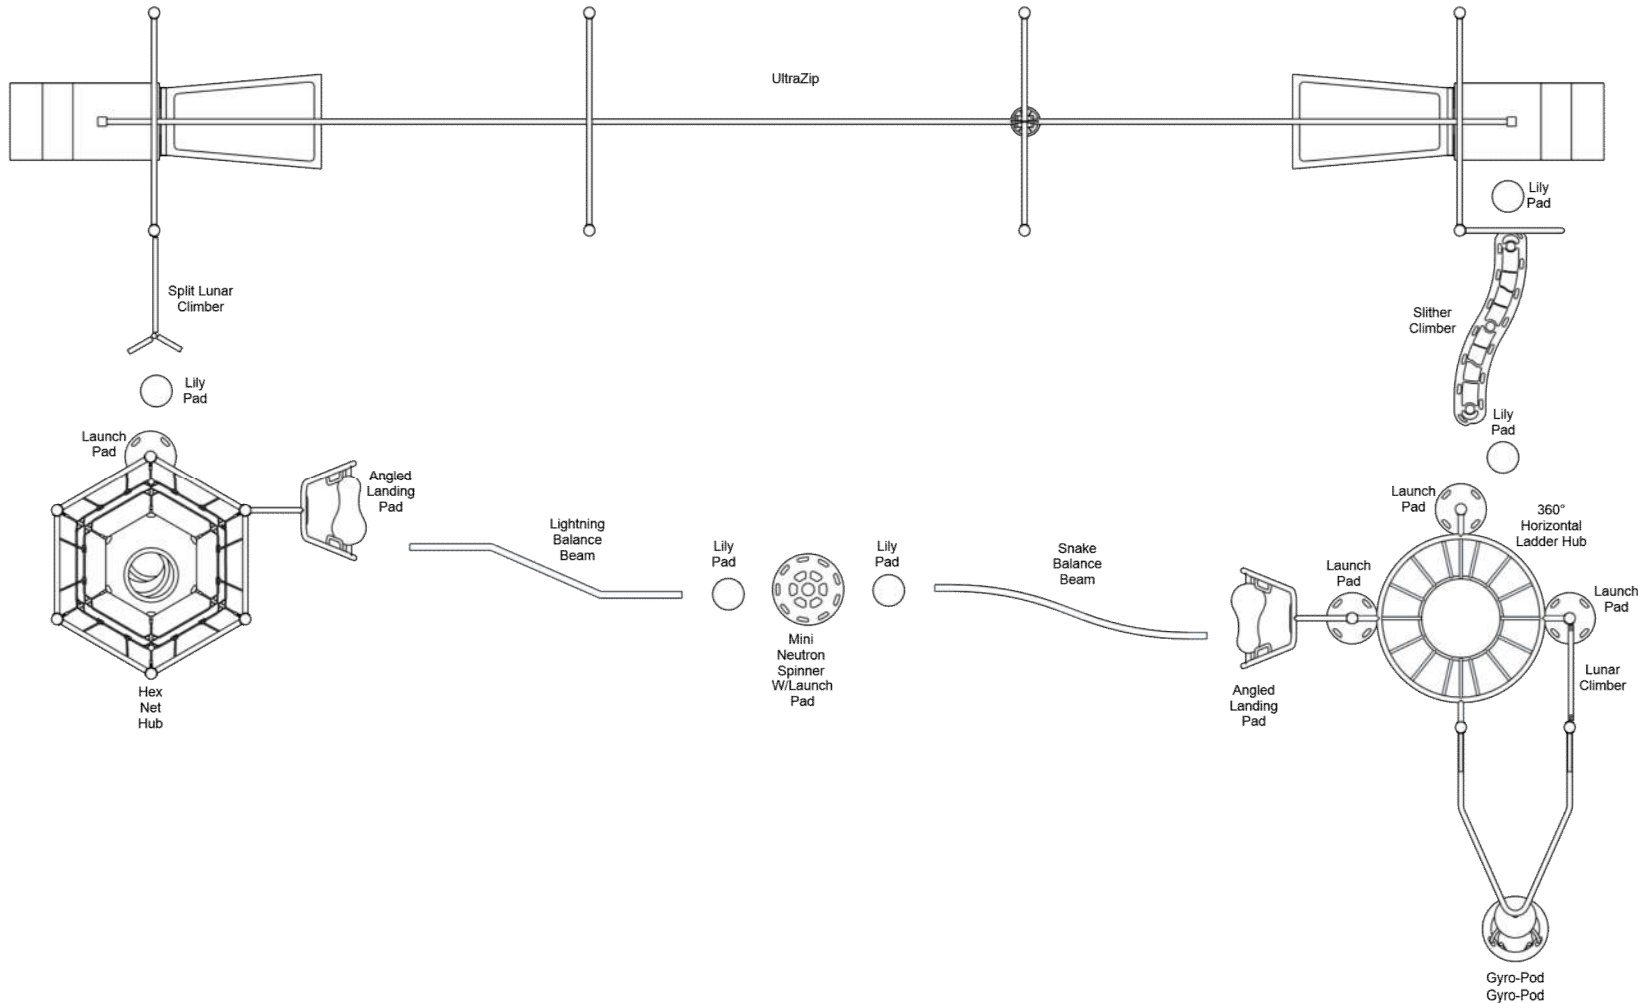 UltraZip
Lily
Pad
Split Lunar
Climber
Slither
Climber
Lily
Pad
Launch
Pad
Lily
Pad
Angled
Landing
Pad
Launch
Pad
360°
Horizontal
Ladder Hub
Lightning
Balance
Beam
Lily
Pad
Lily
Pad
Snake
Balance
Beam
Launch
Pad
Launch
Pad
Mini
Neutron
Spinner
W/Launch
Pad
Lunar
Climber
Hex
Net
Hub
Angled
Landing
Pad
Gyro-Pod
Gyro-Pod